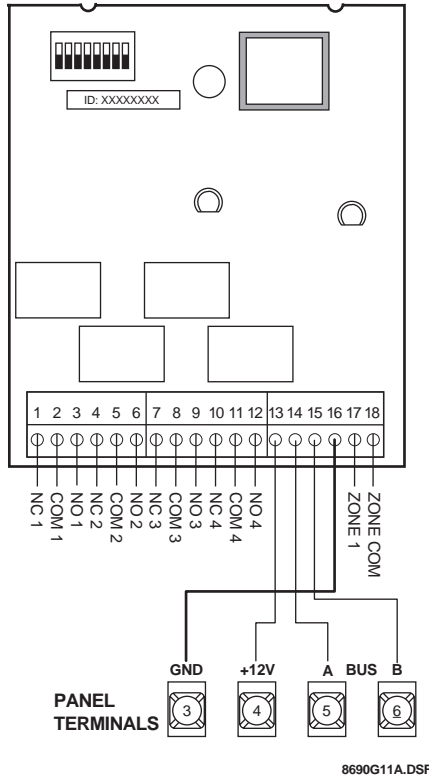 ID: XXXXXXXX
1 2 3 4 5 6 7 8 9 10 11 12 13 14 15 16 17 18
NC 1
COM 1
NO 1
NC 2
COM 2
NO 2
NC 3
COM 3
NO 3
NC 4
COM 4
NO 4
ZONE 1
ZONE COM
GND +12V A BUS B
PANEL
TERMINALS
3 4 5 6
8690G11A.DSF